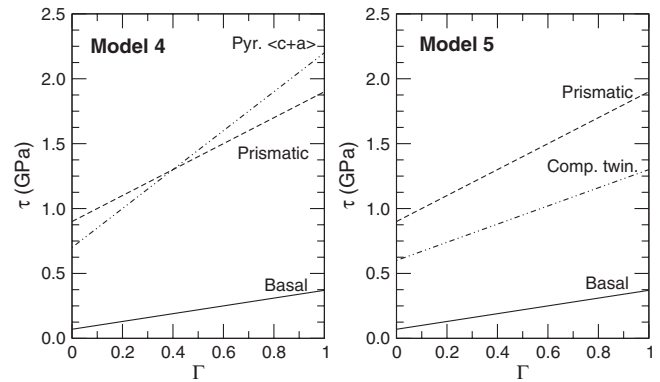 2.5
Model 4
Pyr. <c+a>
2.0
Prismatic
1.5
τ (GPa)
1.0
0.5
Basal
0.0
0 0.2 0.4 0.6 0.8 1
Γ
2.5
Model 5
2.0
Prismatic
1.5
Comp. twin.
τ (GPa)
1.0
0.5
Basal
0.0
0 0.2 0.4 0.6 0.8 1
Γ